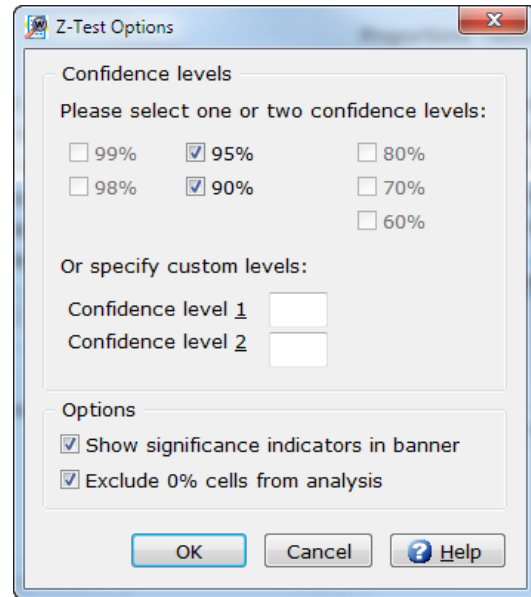 Z-Test Options
Confidence levels
Please select one or two confidence levels:
99% 95% 80%
98% 90% 70%
60%
Or specify custom levels:
Confidence level 1
Confidence level 2
Options
Show significance indicators in banner
Exclude 0% cells from analysis
OK Cancel Help